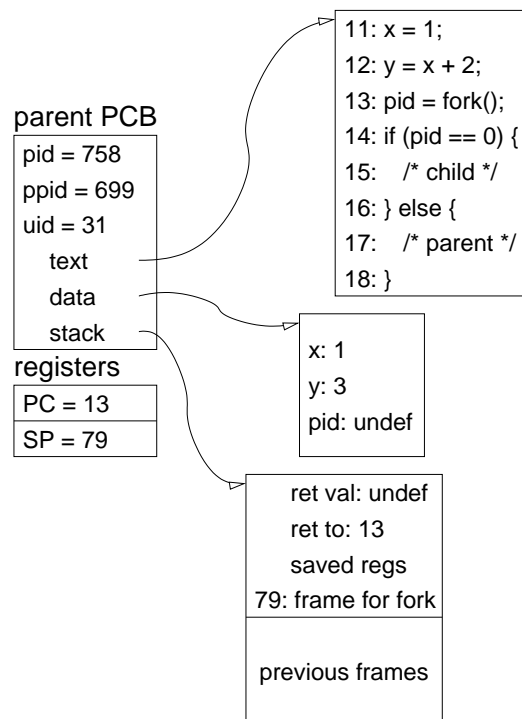 parent PCB
pid = 758
ppid = 699
uid = 31
text
data
stack
registers
PC = 13
SP = 79
11: x = 1;
12: y = x + 2;
13: pid = fork();
14: if (pid == 0) {
15: /* child */
16: } else {
17: /* parent */
18: }
x: 1
y: 3
pid: undef
ret val: undef
ret to: 13
saved regs
79: frame for fork
previous frames